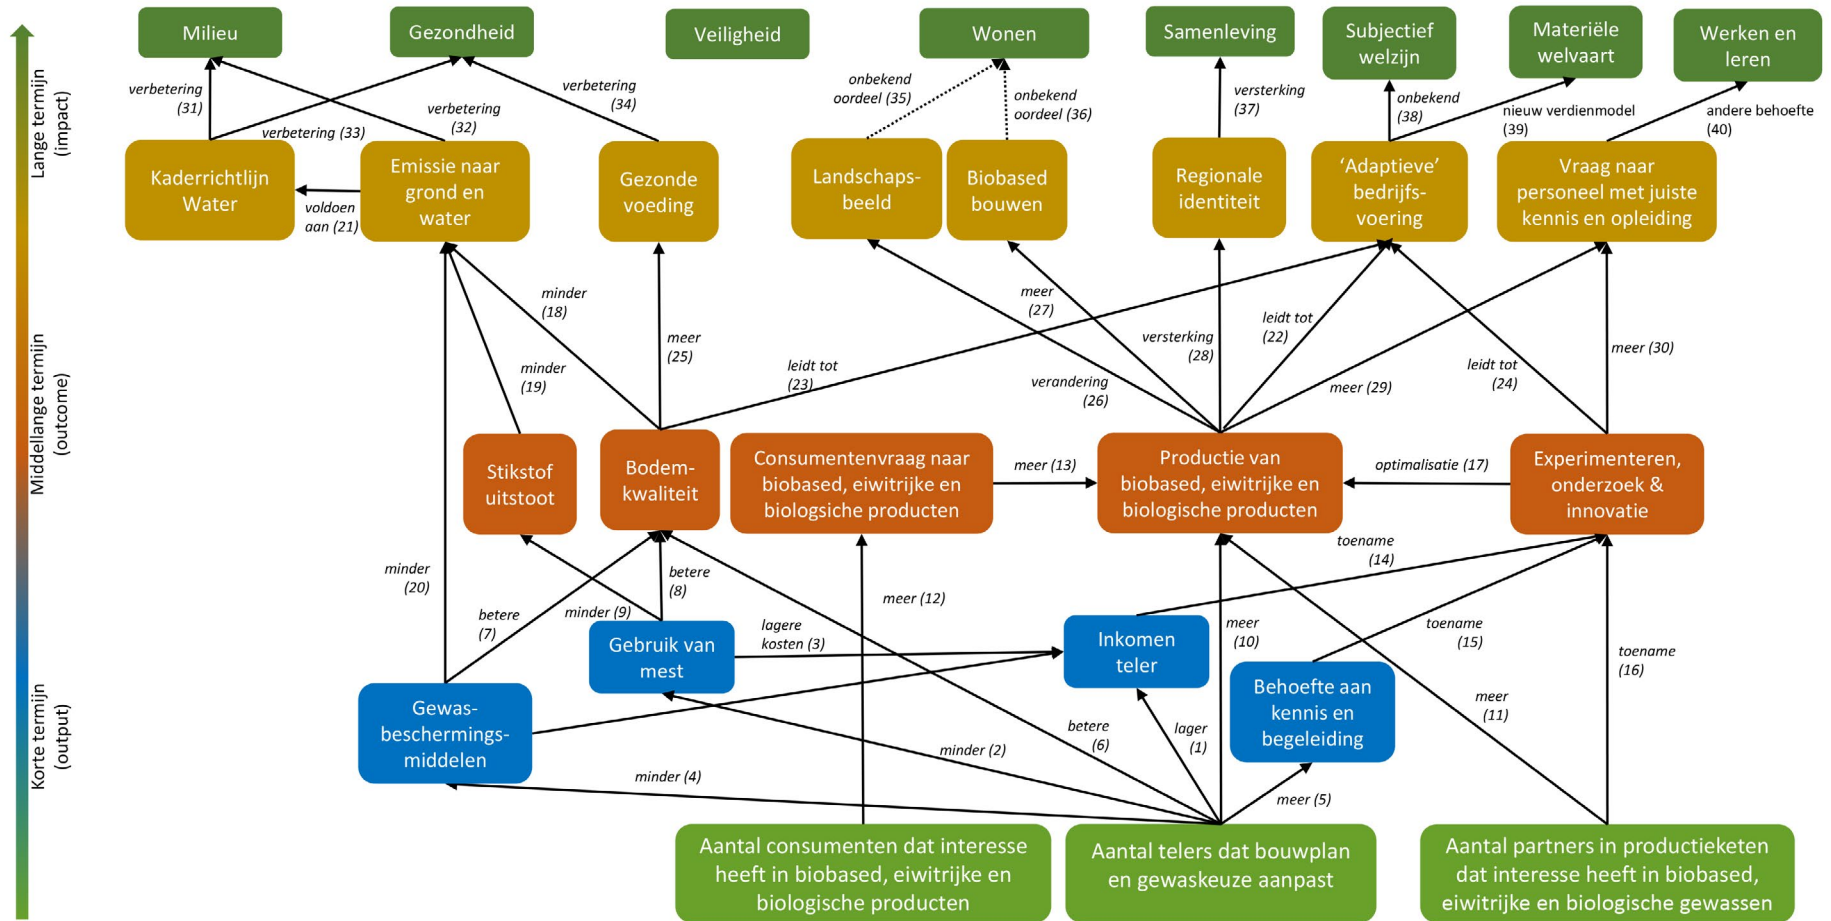 Milieu
Gezondheid
Veiligheid
Wonen
Samenleving
Subjectief
welzijn
Materiële
welvaart
Werken en
leren
Lange termijn
(impact)
verbetering
(31)
verbetering (33)
verbetering
(32)
verbetering
(34)
onbekend
oordeel (35)
onbekend
oordeel (36)
versterking
(37)
onbekend
(38)
nieuw verdienmodel
(39)
andere behoefte
(40)
Kaderrichtlijn
Water
voldoen
aan (21)
Emissie naar
grond en
water
Gezonde
voeding
Landschaps-
beeld
Biobased
bouwen
Regionale
identiteit
‘Adaptieve’
bedrijfs-
voering
Vraag naar
personeel met juiste
kennis en opleiding
Middellange termijn
(outcome)
minder
(18)
minder
(19)
meer
(25)
leidt tot
(23)
meer
(27)
verandering
(26)
versterking
(28)
leidt tot
(22)
meer (29)
leidt tot
(24)
meer (30)
Stikstof
uitstoot
Bodem-
kwaliteit
Consumentenvraag naar
biobased, eiwitrijke en
biologsiche producten
meer (13)
Productie van
biobased, eiwitrijke en
biologische producten
optimalisatie (17)
Experimenteren,
onderzoek &
innovatie
minder
(20)
betere
(7)
minder (9)
betere
(8)
lagere
kosten (3)
meer (12)
meer
(10)
toename
(14)
toename
(15)
toename
(16)
meer
(11)
Korte termijn
(output)
Gewas-
beschermings-
middelen
Gebruik van
mest
Inkomen
teler
Behoefte aan
kennis en
begeleiding
minder (4)
minder (2)
betere
(6)
lager
(1)
meer (5)
Aantal consumenten dat interesse
heeft in biobased, eiwitrijke en
biologische producten
Aantal telers dat bouwplan
en gewaskeuze aanpast
Aantal partners in productieketen
dat interesse heeft in biobased,
eiwitrijke en biologische gewassen